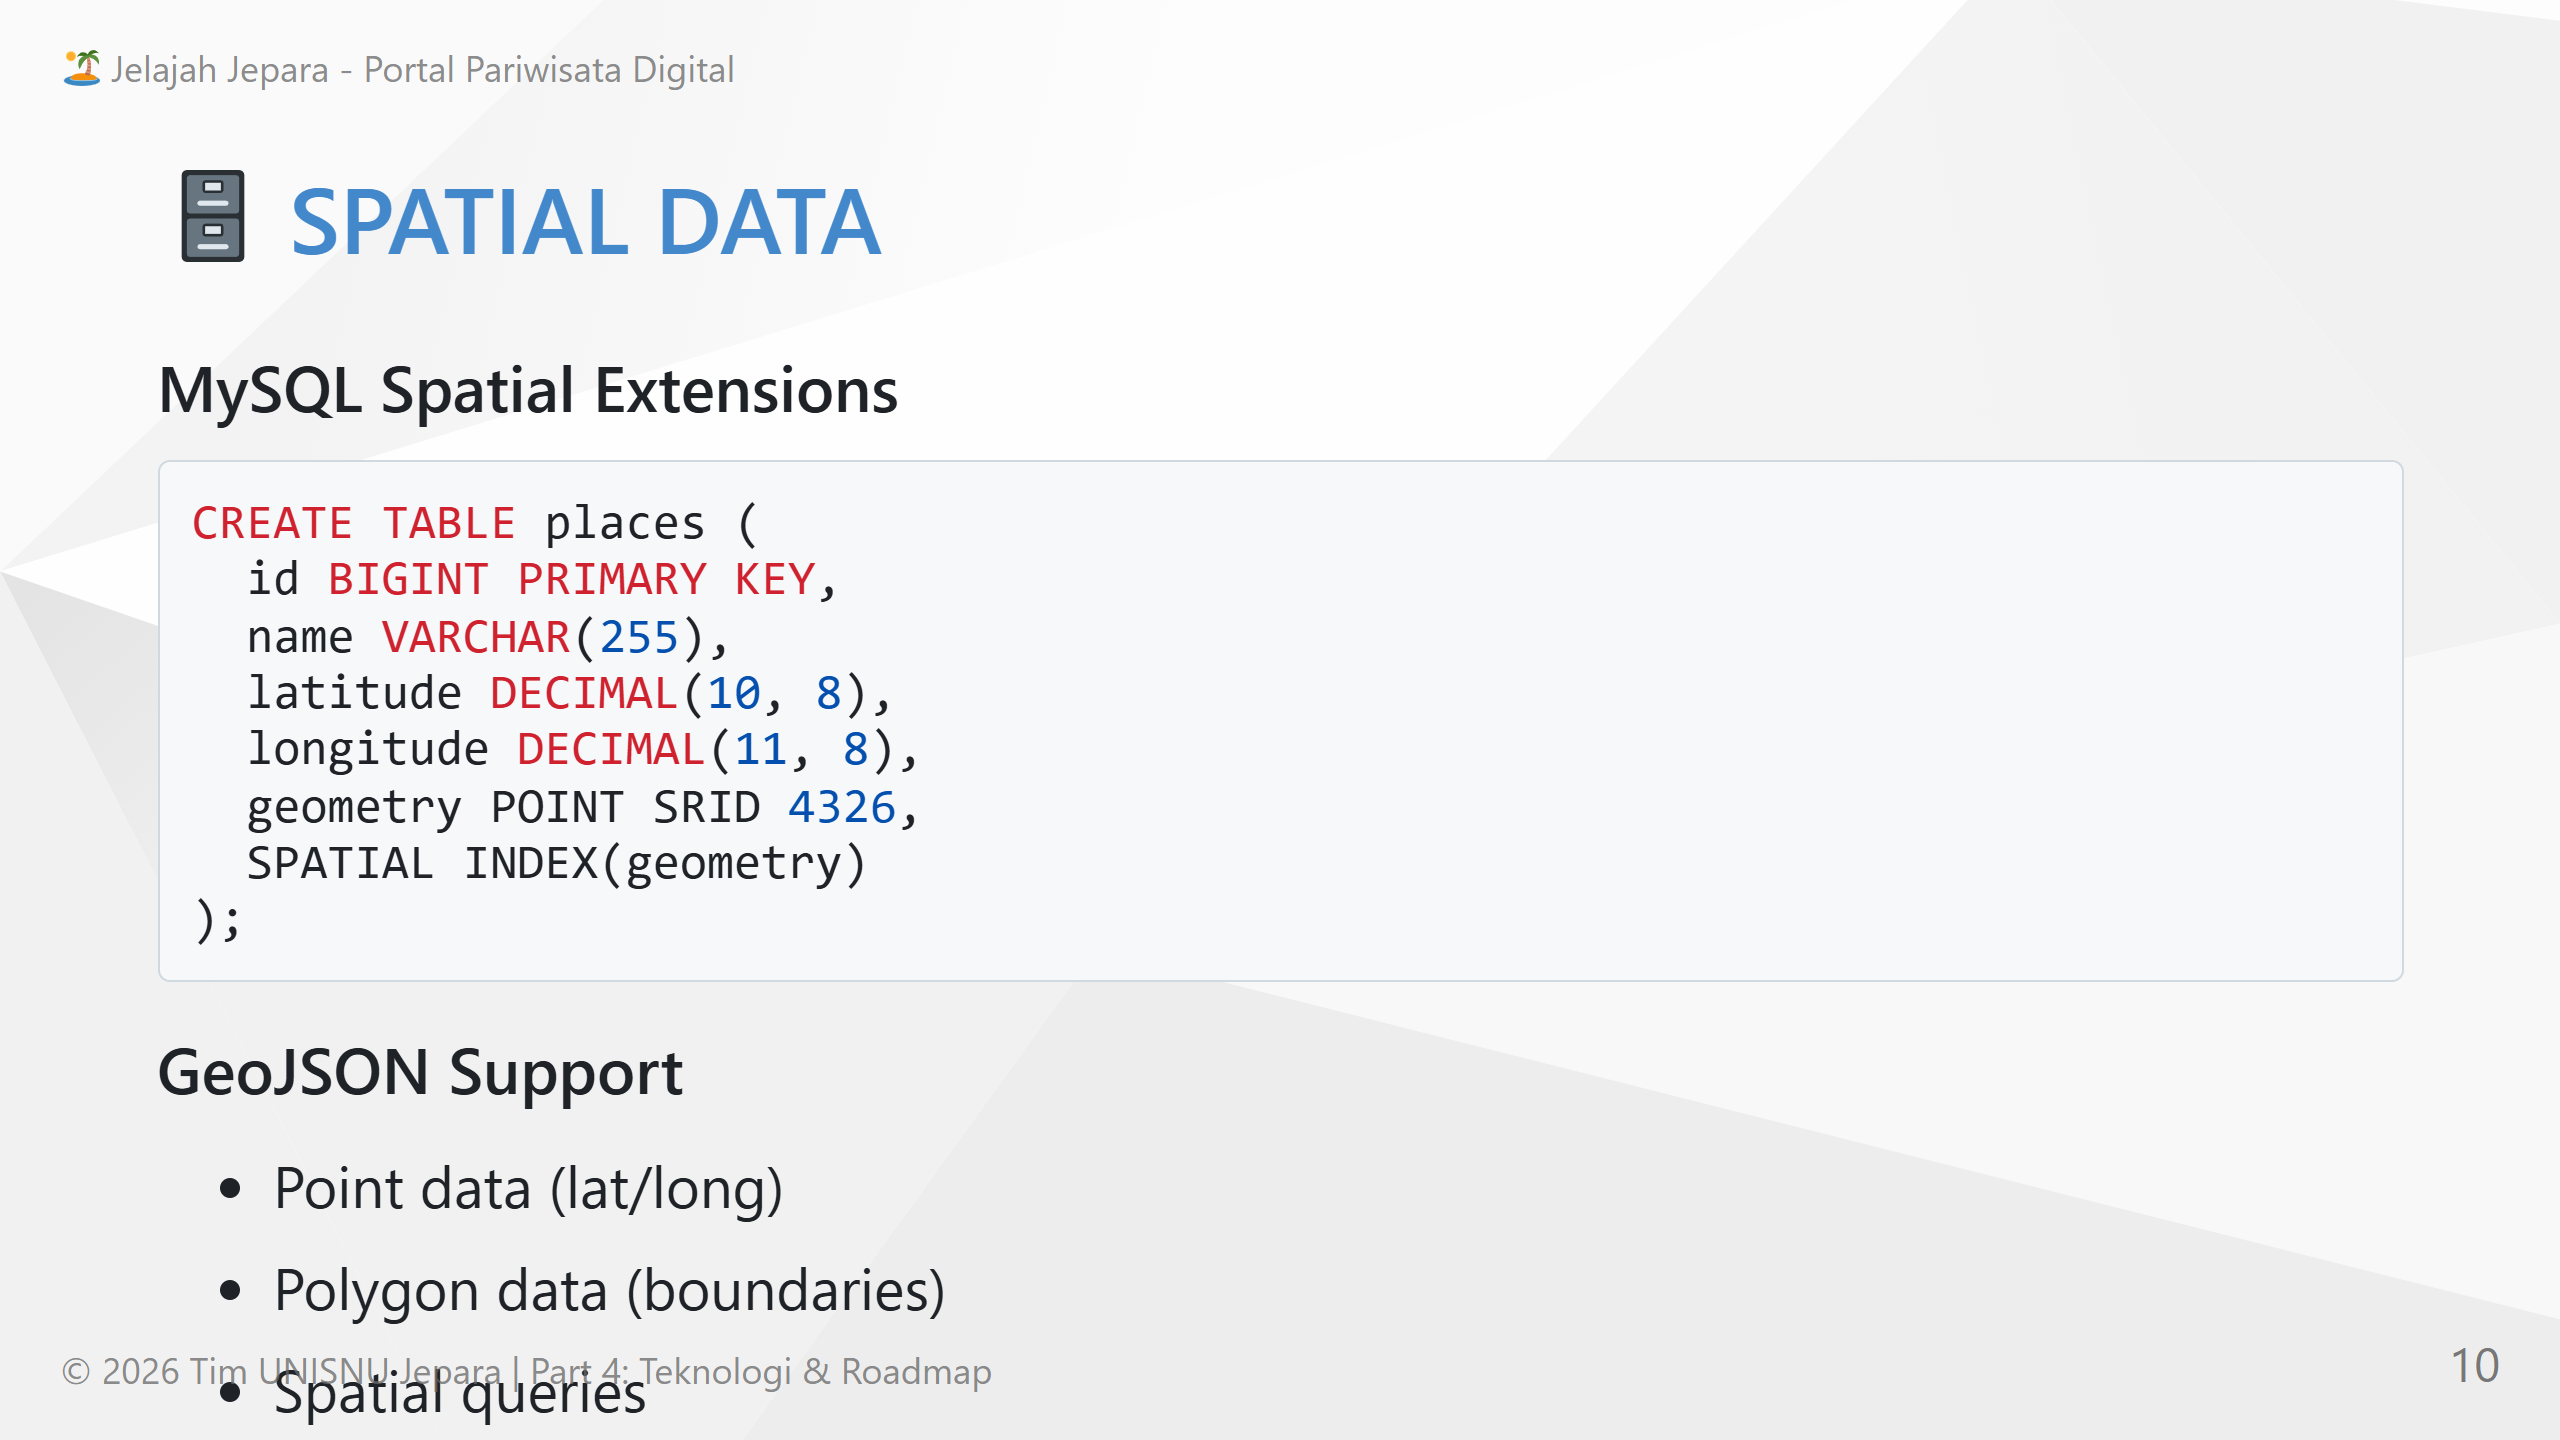 Jelajah Jepara - Portal Pariwisata Digital
SPATIAL DATA
MySQL Spatial Extensions
CREATE TABLE places (
  id BIGINT PRIMARY KEY,
  name VARCHAR(255),
  latitude DECIMAL(10, 8),
  longitude DECIMAL(11, 8),
  geometry POINT SRID 4326,
  SPATIAL INDEX(geometry)
);
GeoJSON Support
• Point data (lat/long)
• Polygon data (boundaries)
• Spatial queries
© 2026 Tim UNISNU Jepara | Part 4: Teknologi & Roadmap
10